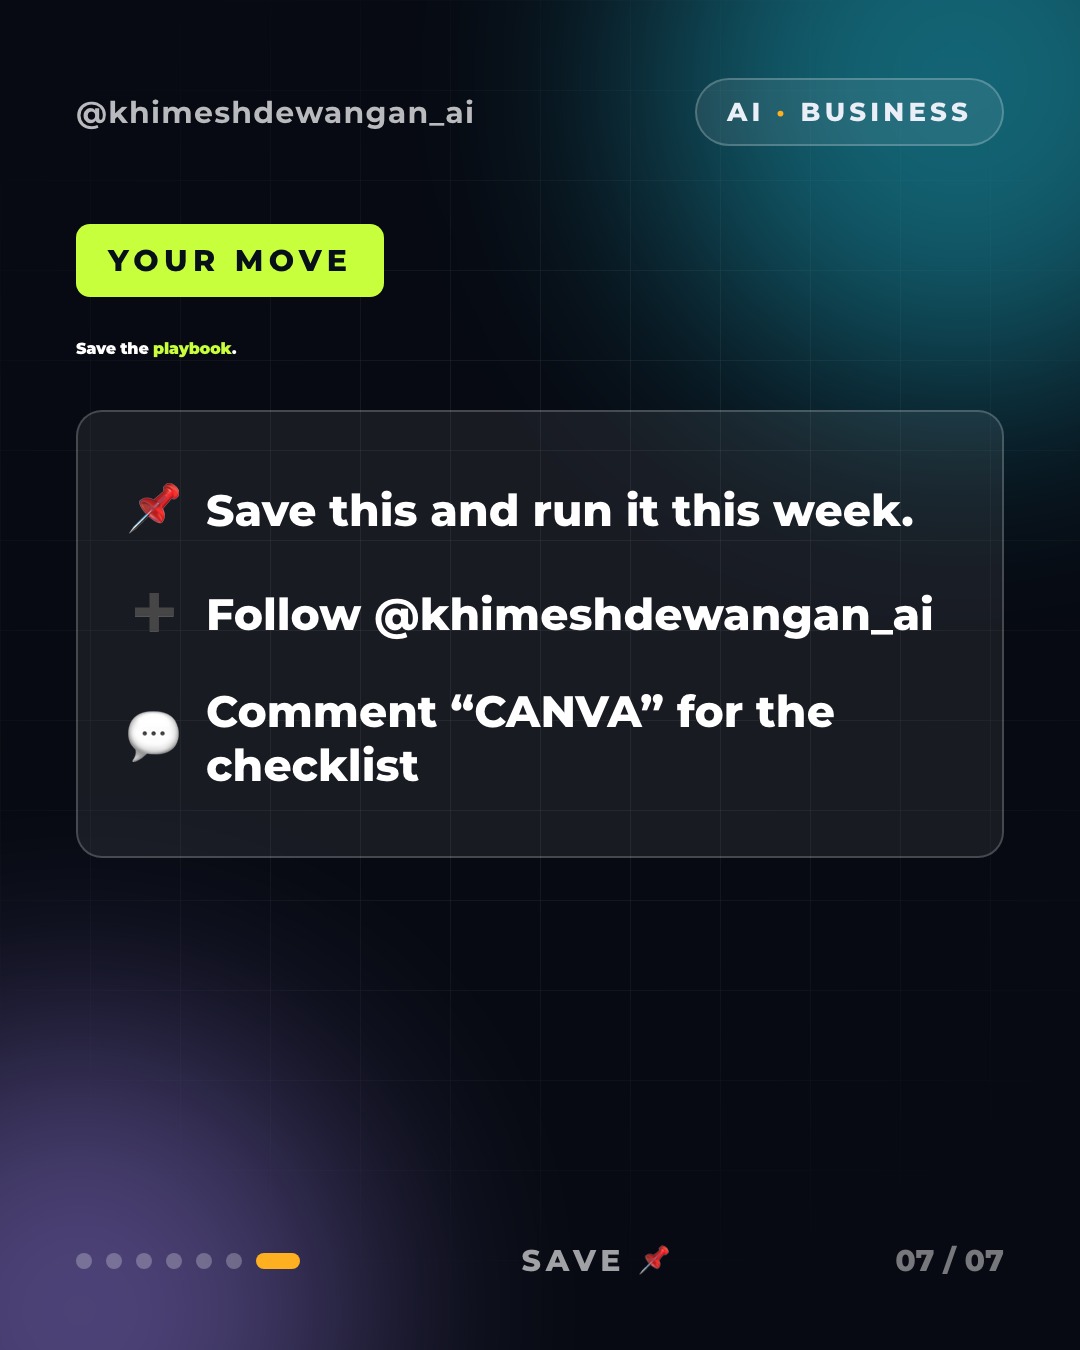 @khimeshdewangan_ai
AI · BUSINESS
YOUR MOVE
Save the playbook.
📌 Save this and run it this week.
➕ Follow @khimeshdewangan_ai
💬 Comment “CANVA” for the
checklist
SAVE 📌
07 / 07